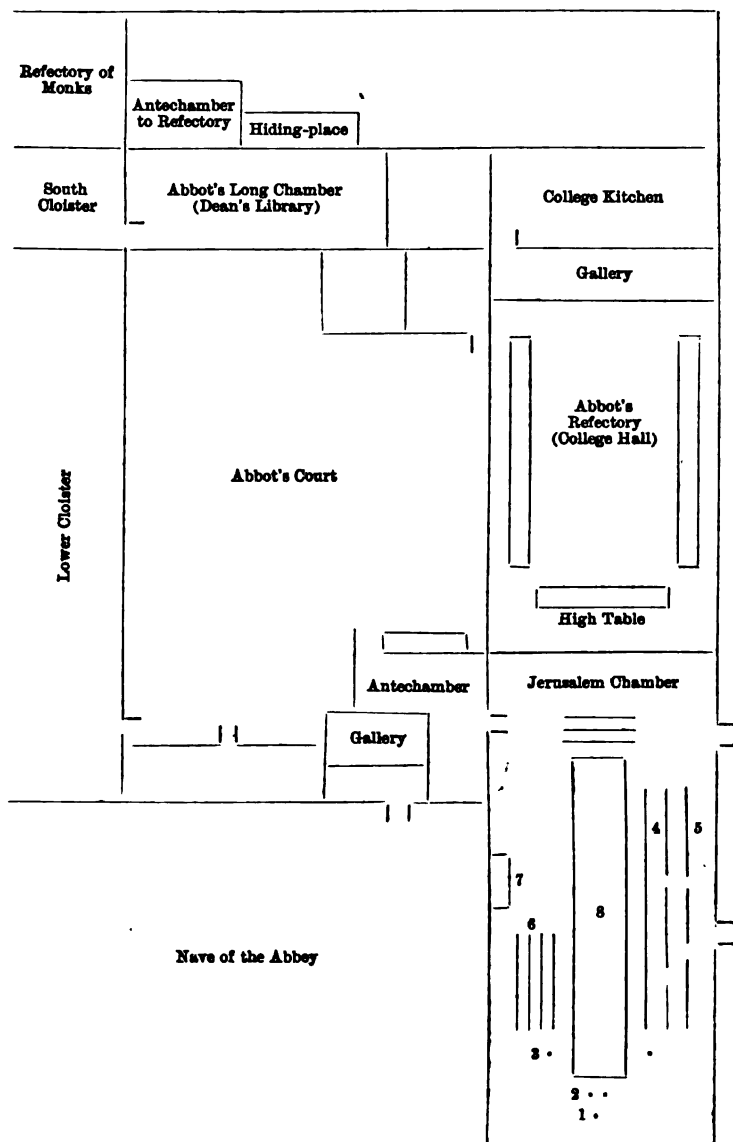 Refectory of
Monks
Antechamber
to Refectory
Hiding-place
South
Cloister
Abbot's Long Chamber
(Dean's Library)
College Kitchen
Gallery
Abbot's
Refectory
(College Hall)
Abbot's Court
Lower Cloister
High Table
Antechamber
Jerusalem Chamber
Gallery
4
5
7
8
6
Nave of the Abbey
3
2
1